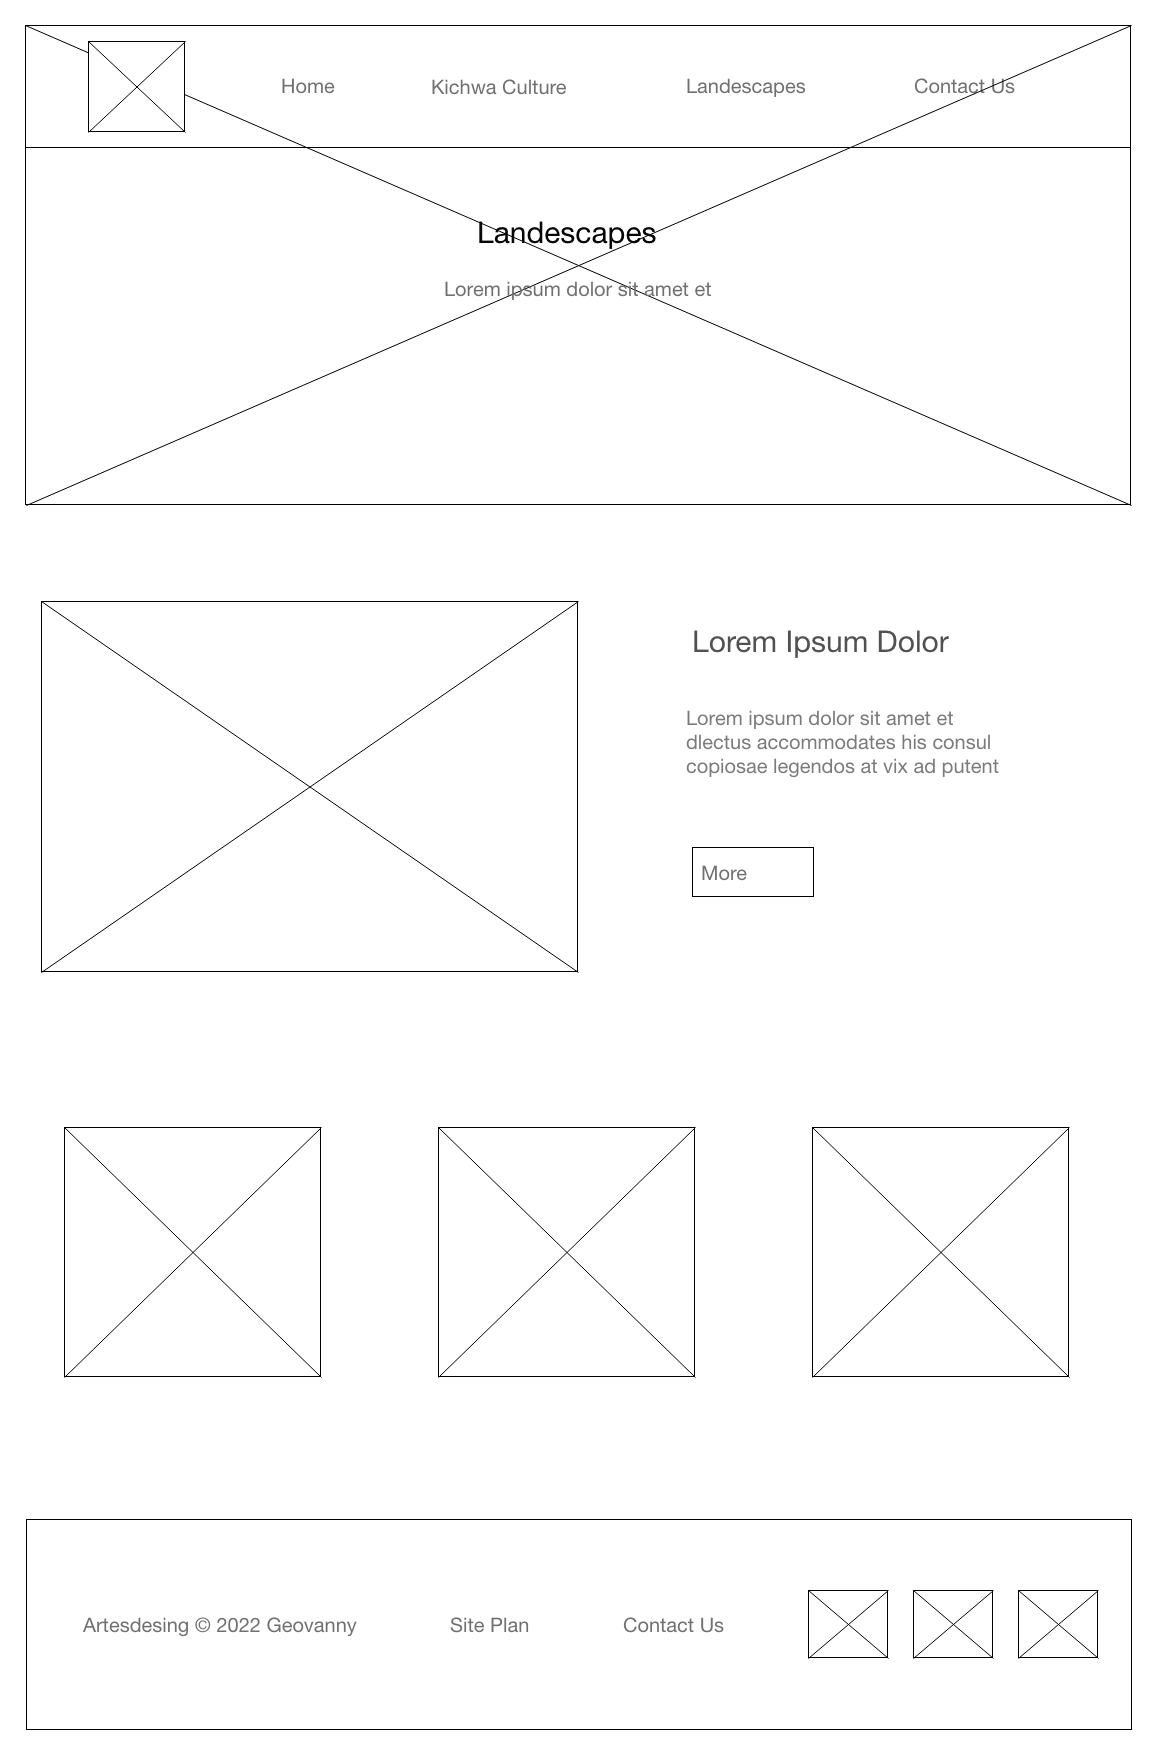 Home
Kichwa Culture
Landescapes
Contact Us
Landescapes
Lorem ipsum dolor sit amet et
Lorem Ipsum Dolor
Lorem ipsum dolor sit amet et
dlectus accommodates his consul
copiosae legendos at vix ad putent
More
Artesdesing © 2022 Geovanny
Site Plan
Contact Us